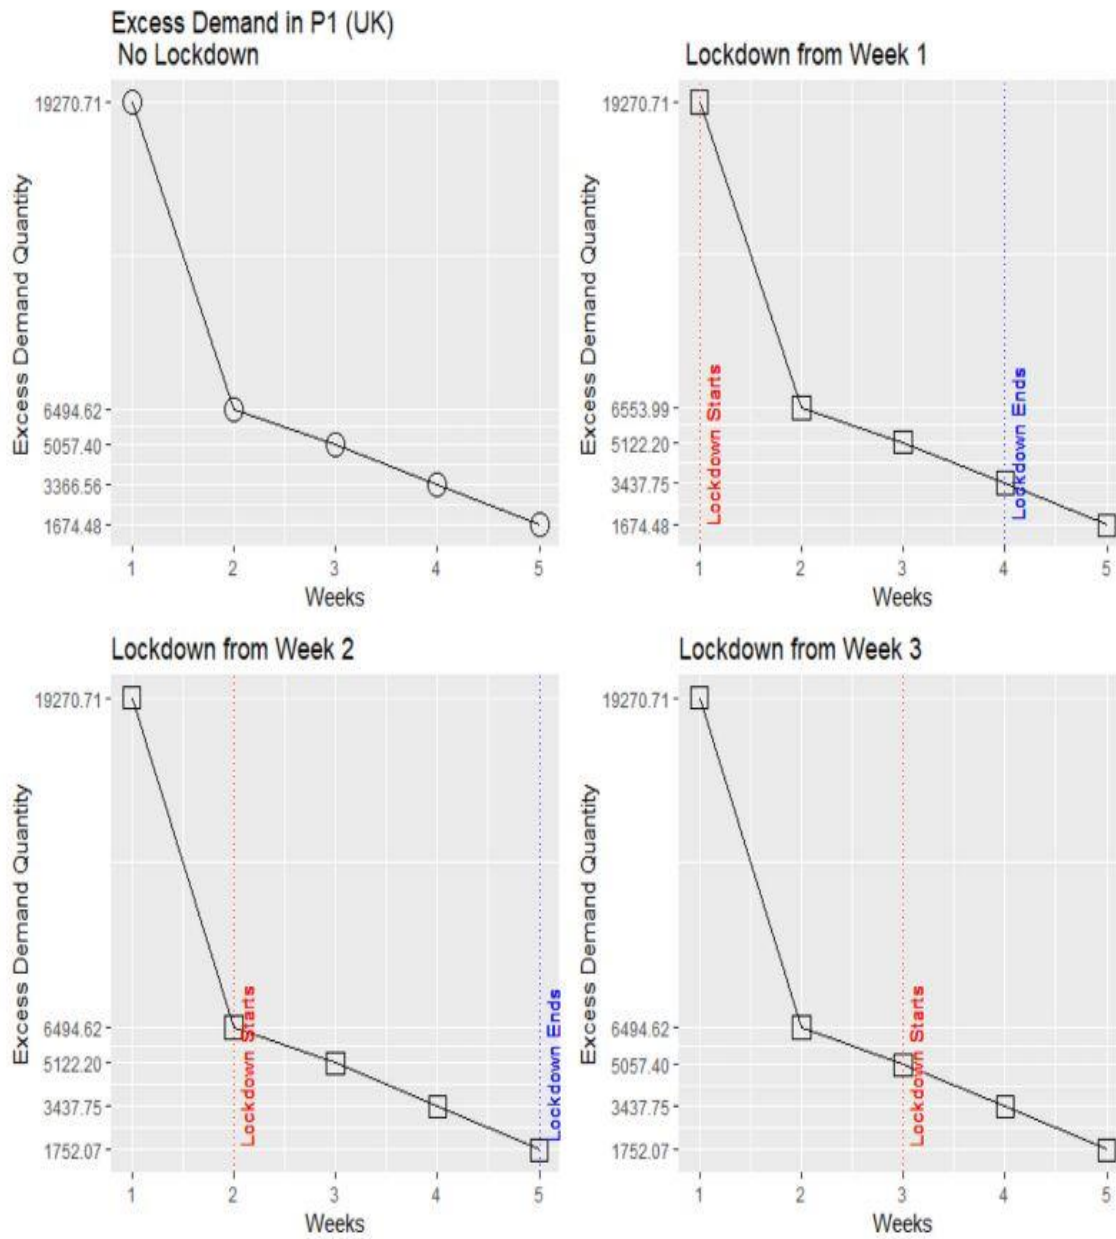 Excess Demand in P1 (UK)
No Lockdown
Excess Demand Quantity
19270.71
6494.62
5057.40
3366.56
1674.48
1 2 3 4 5
Weeks
Lockdown from Week 1
Excess Demand Quantity
19270.71
6553.99
5122.20
3437.75
1674.48
Lockdown Starts
Lockdown Ends
1 2 3 4 5
Weeks
Lockdown from Week 2
Excess Demand Quantity
19270.71
6494.62
5122.20
3437.75
1752.07
Lockdown Starts
Lockdown Ends
1 2 3 4 5
Weeks
Lockdown from Week 3
Excess Demand Quantity
19270.71
6494.62
5057.40
3437.75
1752.07
Lockdown Starts
1 2 3 4 5
Weeks